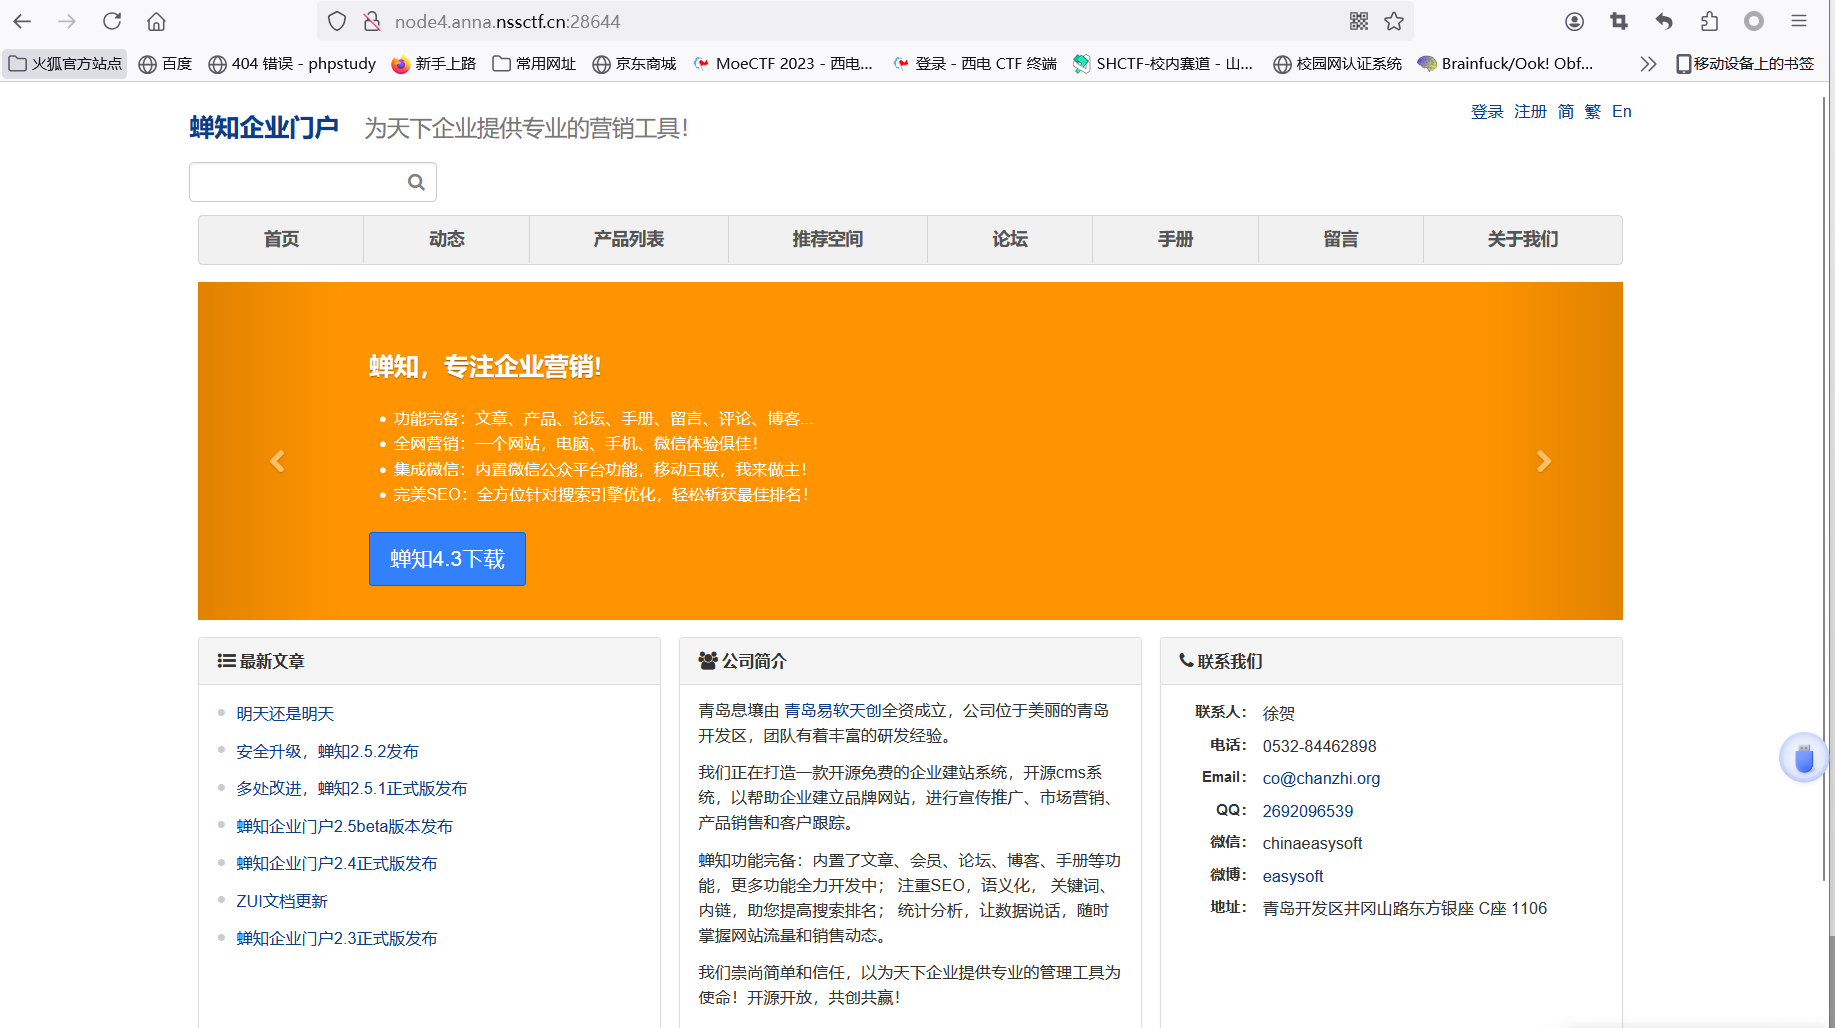 node4.anna.nssctf.cn:28644
火狐官方站点 百度 404 错误 - phpstudy 新手上路 常用网址 京东商城 MoeCTF 2023 - 西电... 登录 - 西电 CTF 终端 SHCTF-校内赛道 - 山... 校园网认证系统 Brainfuck/Ook! Obf... 移动设备上的书签
登录 注册 简 繁 En
蝉知企业门户 为天下企业提供专业的营销工具！
首页 动态 产品列表 推荐空间 论坛 手册 留言 关于我们
蝉知，专注企业营销!
功能完备：文章、产品、论坛、手册、留言、评论、博客...
全网营销：一个网站，电脑、手机、微信体验俱佳！
集成微信：内置微信公众平台功能，移动互联，我来做主！
完美SEO：全方位针对搜索引擎优化，轻松斩获最佳排名！
蝉知4.3下载
最新文章
明天还是明天
安全升级，蝉知2.5.2发布
多处改进，蝉知2.5.1正式版发布
蝉知企业门户2.5beta版本发布
蝉知企业门户2.4正式版发布
ZUI文档更新
蝉知企业门户2.3正式版发布
公司简介
青岛息壤由 青岛易软天创全资成立，公司位于美丽的青岛
开发区，团队有着丰富的研发经验。
我们正在打造一款开源免费的企业建站系统，开源cms系
统，以帮助企业建立品牌网站，进行宣传推广、市场营销、
产品销售和客户跟踪。
蝉知功能完备：内置了文章、会员、论坛、博客、手册等功
能，更多功能全力开发中； 注重SEO，语义化， 关键词、
内链，助您提高搜索排名； 统计分析，让数据说话，随时
掌握网站流量和销售动态。
我们崇尚简单和信任，以为天下企业提供专业的管理工具为
使命！开源开放，共创共赢！
联系我们
联系人： 徐贺
电话： 0532-84462898
Email： co@chanzhi.org
QQ： 2692096539
微信： chinaeasysoft
微博： easysoft
地址： 青岛开发区井冈山路东方银座 C座 1106